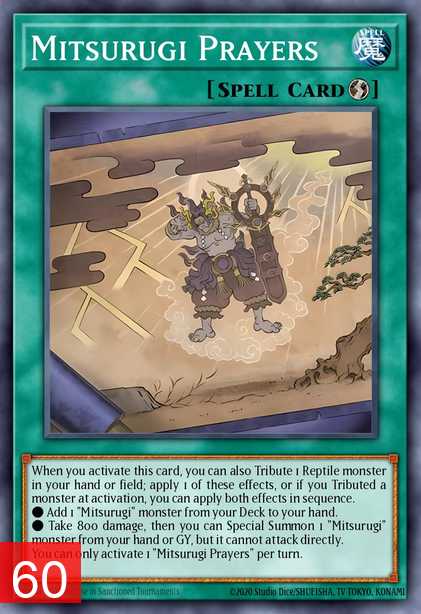 Mitsurugi Prayers
SPELL
魔
[Spell Card]
When you activate this card, you can also Tribute 1 Reptile monster
in your hand or field; apply 1 of these effects, or if you Tributed a
monster at activation, you can apply both effects in sequence.
● Add 1 "Mitsurugi" monster from your Deck to your hand.
● Take 800 damage, then you can Special Summon 1 "Mitsurugi"
monster from your hand or GY, but it cannot attack directly.
You can only activate 1 "Mitsurugi Prayers" per turn.
60
Use in Sanctioned Tournaments
©2020 Studio Dice/SHUEISHA, TV TOKYO, KONAMI